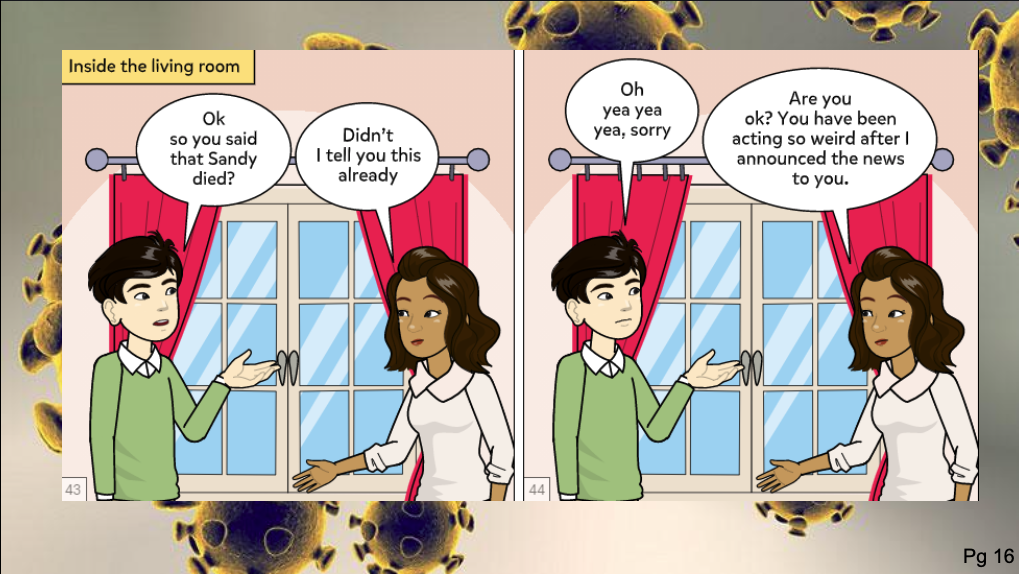 Inside the living room
Ok
so you said
that Sandy
died?
Didn't
I tell you this
already
Oh
yea yea
yea, sorry
Are you
ok? You have been
acting so weird after I
announced the news
to you.
43
44
Pg 16